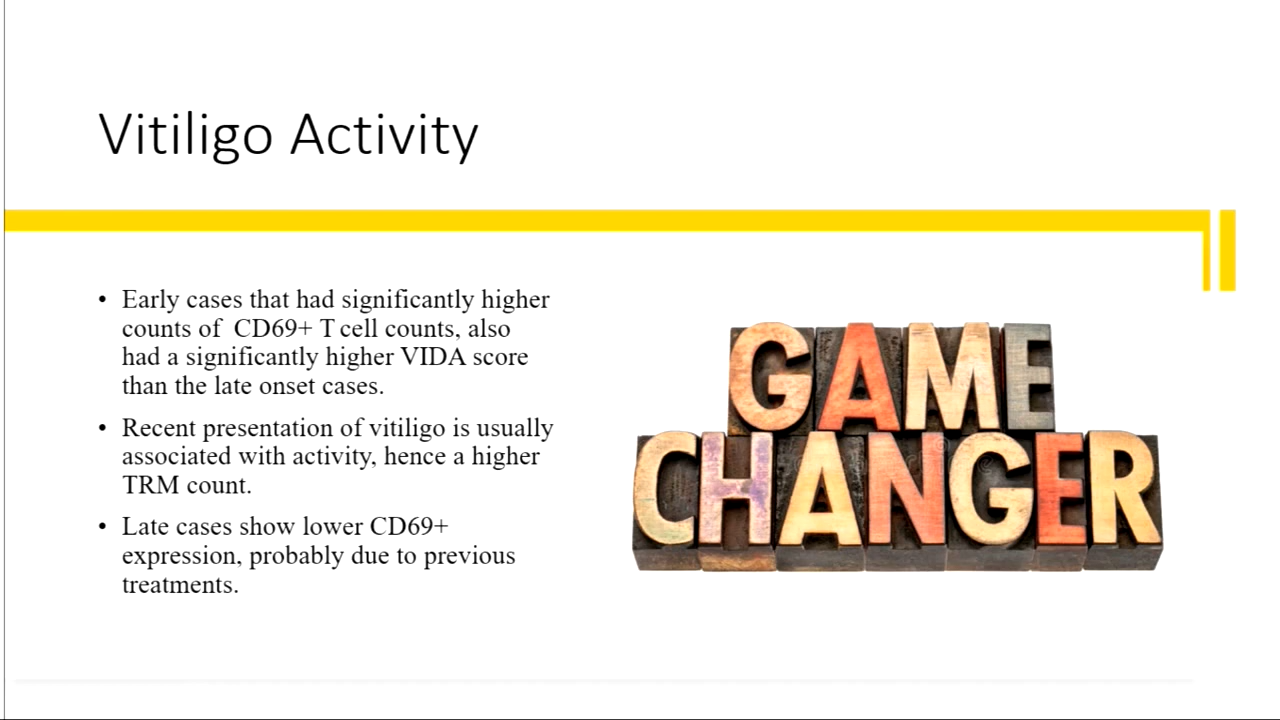 Vitiligo Activity
• Early cases that had significantly higher
counts of  CD69+ T cell counts, also
had a significantly higher VIDA score
than the late onset cases.
• Recent presentation of vitiligo is usually
associated with activity, hence a higher
TRM count.
• Late cases show lower CD69+
expression, probably due to previous
treatments.
GAME
CHANGER